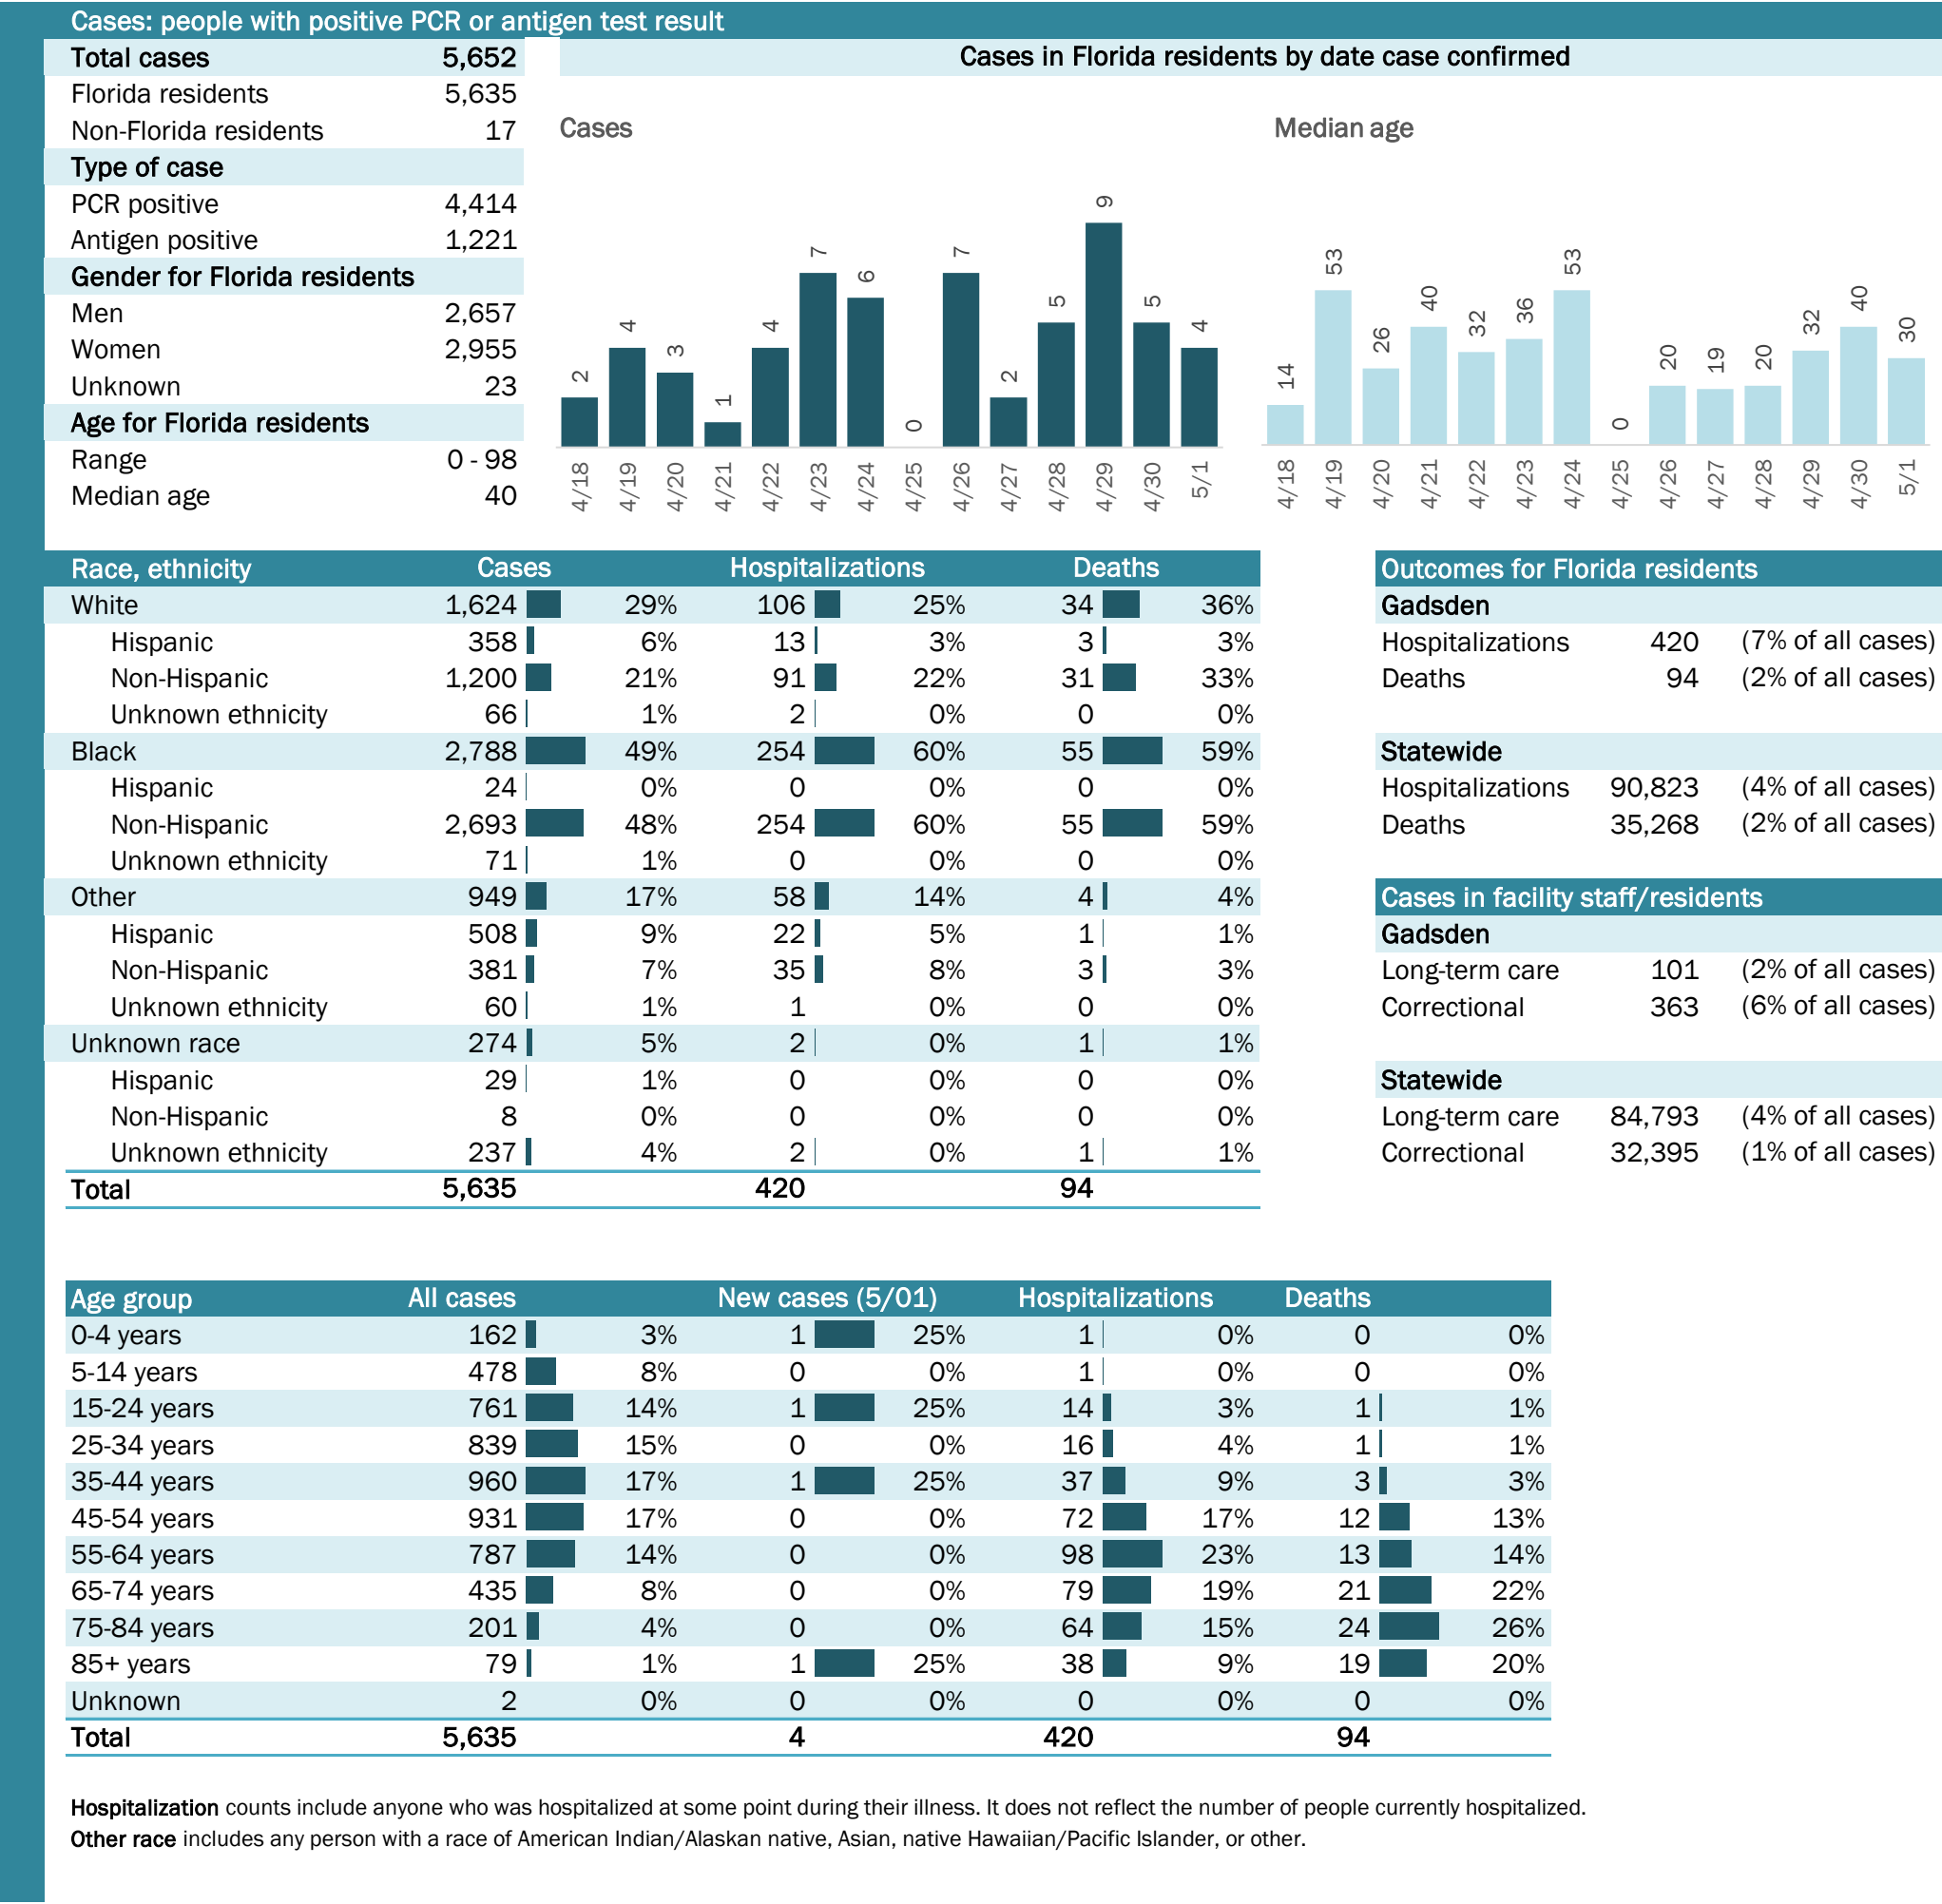 Cases: people with positive PCR or antigen test result
Total cases 5,652
Florida residents 5,635
Non-Florida residents 17
Type of case
PCR positive 4,414
Antigen positive 1,221
Gender for Florida residents
Men 2,657
Women 2,955
Unknown 23
Age for Florida residents
Range 0 - 98
Median age 40
Cases in Florida residents by date case confirmed
Cases
2 4 3 1 4 7 6 0 7 2 5 9 5 4
4/18 4/19 4/20 4/21 4/22 4/23 4/24 4/25 4/26 4/27 4/28 4/29 4/30 5/1
Median age
14 53 26 40 32 36 53 0 20 19 20 32 40 30
4/18 4/19 4/20 4/21 4/22 4/23 4/24 4/25 4/26 4/27 4/28 4/29 4/30 5/1
Race, ethnicity Cases Hospitalizations Deaths
White 1,624 29% 106 25% 34 36%
Hispanic 358 6% 13 3% 3 3%
Non-Hispanic 1,200 21% 91 22% 31 33%
Unknown ethnicity 66 1% 2 0% 0 0%
Black 2,788 49% 254 60% 55 59%
Hispanic 24 0% 0 0% 0 0%
Non-Hispanic 2,693 48% 254 60% 55 59%
Unknown ethnicity 71 1% 0 0% 0 0%
Other 949 17% 58 14% 4 4%
Hispanic 508 9% 22 5% 1 1%
Non-Hispanic 381 7% 35 8% 3 3%
Unknown ethnicity 60 1% 1 0% 0 0%
Unknown race 274 5% 2 0% 1 1%
Hispanic 29 1% 0 0% 0 0%
Non-Hispanic 8 0% 0 0% 0 0%
Unknown ethnicity 237 4% 2 0% 1 1%
Total 5,635 420 94
Outcomes for Florida residents
Gadsden
Hospitalizations 420 (7% of all cases)
Deaths 94 (2% of all cases)
Statewide
Hospitalizations 90,823 (4% of all cases)
Deaths 35,268 (2% of all cases)
Cases in facility staff/residents
Gadsden
Long-term care 101 (2% of all cases)
Correctional 363 (6% of all cases)
Statewide
Long-term care 84,793 (4% of all cases)
Correctional 32,395 (1% of all cases)
Age group All cases New cases (5/01) Hospitalizations Deaths
0-4 years 162 3% 1 25% 1 0% 0 0%
5-14 years 478 8% 0 0% 1 0% 0 0%
15-24 years 761 14% 1 25% 14 3% 1 1%
25-34 years 839 15% 0 0% 16 4% 1 1%
35-44 years 960 17% 1 25% 37 9% 3 3%
45-54 years 931 17% 0 0% 72 17% 12 13%
55-64 years 787 14% 0 0% 98 23% 13 14%
65-74 years 435 8% 0 0% 79 19% 21 22%
75-84 years 201 4% 0 0% 64 15% 24 26%
85+ years 79 1% 1 25% 38 9% 19 20%
Unknown 2 0% 0 0% 0 0% 0 0%
Total 5,635 4 420 94
Hospitalization counts include anyone who was hospitalized at some point during their illness. It does not reflect the number of people currently hospitalized.
Other race includes any person with a race of American Indian/Alaskan native, Asian, native Hawaiian/Pacific Islander, or other.